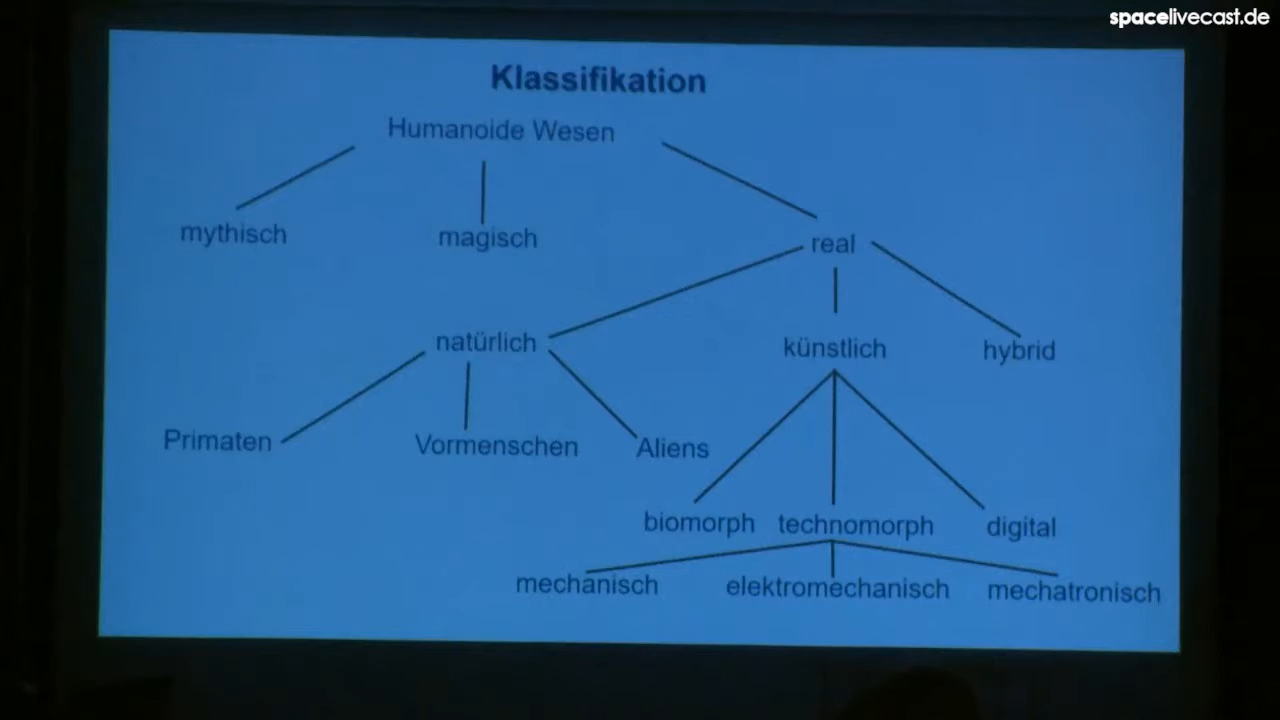 spacelivecast.de
Klassifikation
Humanoide Wesen
mythisch
magisch
real
natürlich
künstlich
hybrid
Primaten
Vormenschen
Aliens
biomorph
technomorph
digital
mechanisch
elektromechanisch
mechatronisch